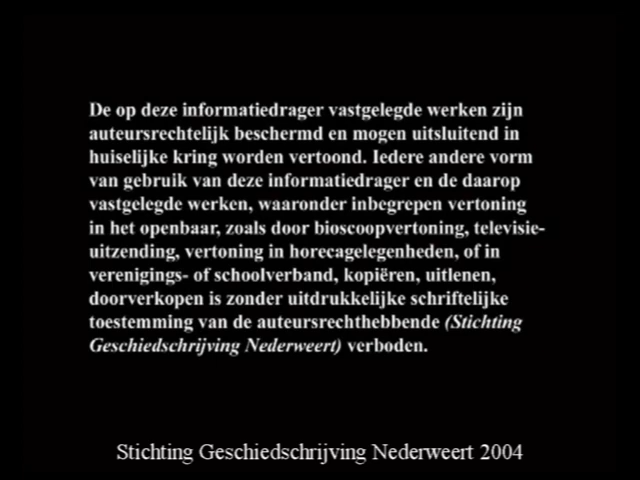 De op deze informatiedrager vastgelegde werken zijn
auteursrechtelijk beschermd en mogen uitsluitend in
huiselijke kring worden vertoond. Iedere andere vorm
van gebruik van deze informatiedrager en de daarop
vastgelegde werken, waaronder inbegrepen vertoning
in het openbaar, zoals door bioscoopvertoning, televisie-
uitzending, vertoning in horecagelegenheden, of in
verenigings- of schoolverband, kopiëren, uitlenen,
doorverkopen is zonder uitdrukkelijke schriftelijke
toestemming van de auteursrechthebbende (Stichting
Geschiedschrijving Nederweert) verboden.
Stichting Geschiedschrijving Nederweert 2004